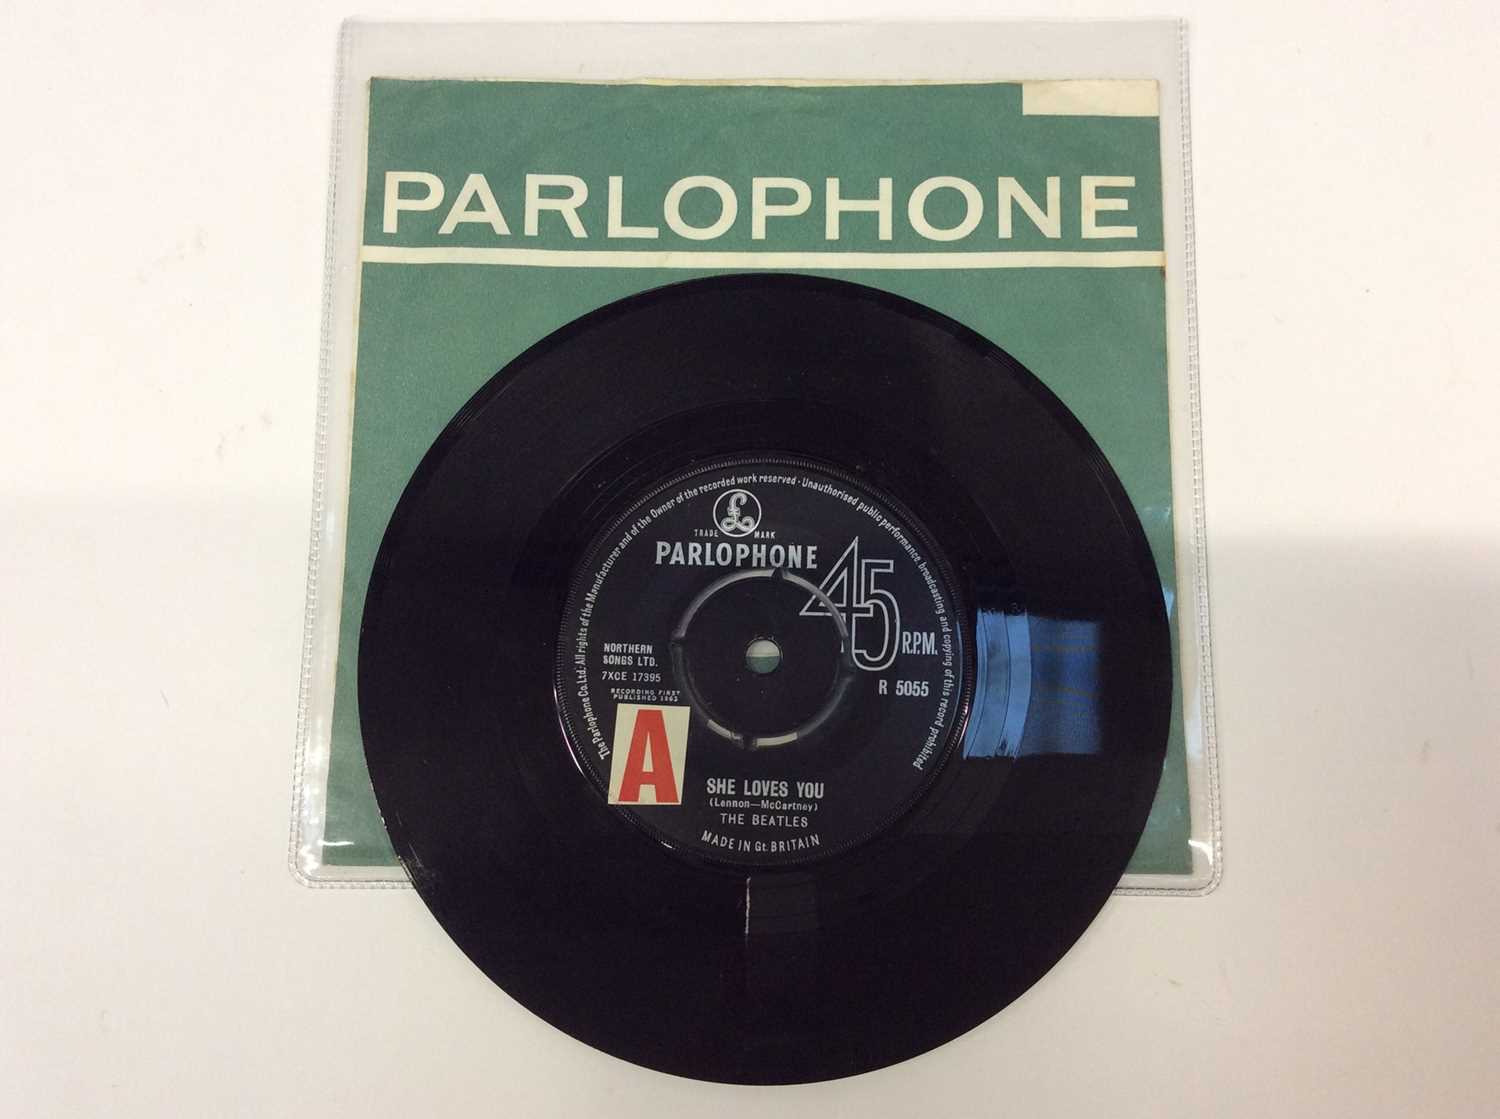 PARLOPHONE
The Parlophone Co.Ltd. All rights of the Manufacturer and of the Owner of the recorded work reserved · Unauthorised public performance broadcasting and copying of this record prohibited
£
TRADE MARK
PARLOPHONE
45
R.P.M.
NORTHERN
SONGS LTD.
7XCE 17395
R 5055
RECORDING FIRST
PUBLISHED 1963
A
SHE LOVES YOU
(Lennon—McCartney)
THE BEATLES
MADE IN Gt. BRITAIN